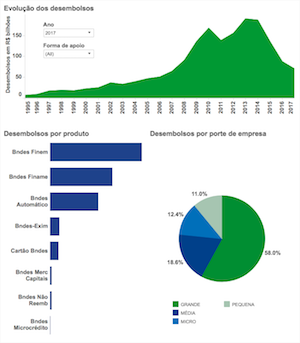 Evolução dos desembolsos
Desembolsos em R$ bilhões
150
100
50
0
Ano
2017
Forma de apoio
(All)
1995
1996
1997
1998
1999
2000
2001
2002
2003
2004
2005
2006
2007
2008
2009
2010
2011
2012
2013
2014
2015
2016
2017
Desembolsos por produto
Bndes Finem
Bndes Finame
Bndes
Automático
Bndes-Exim
Cartão Bndes
Bndes Merc
Capitais
Bndes Não
Reemb
Bndes
Microcrédito
Desembolsos por porte de empresa
11.0%
12.4%
18.6%
58.0%
GRANDE
PEQUENA
MÉDIA
MICRO